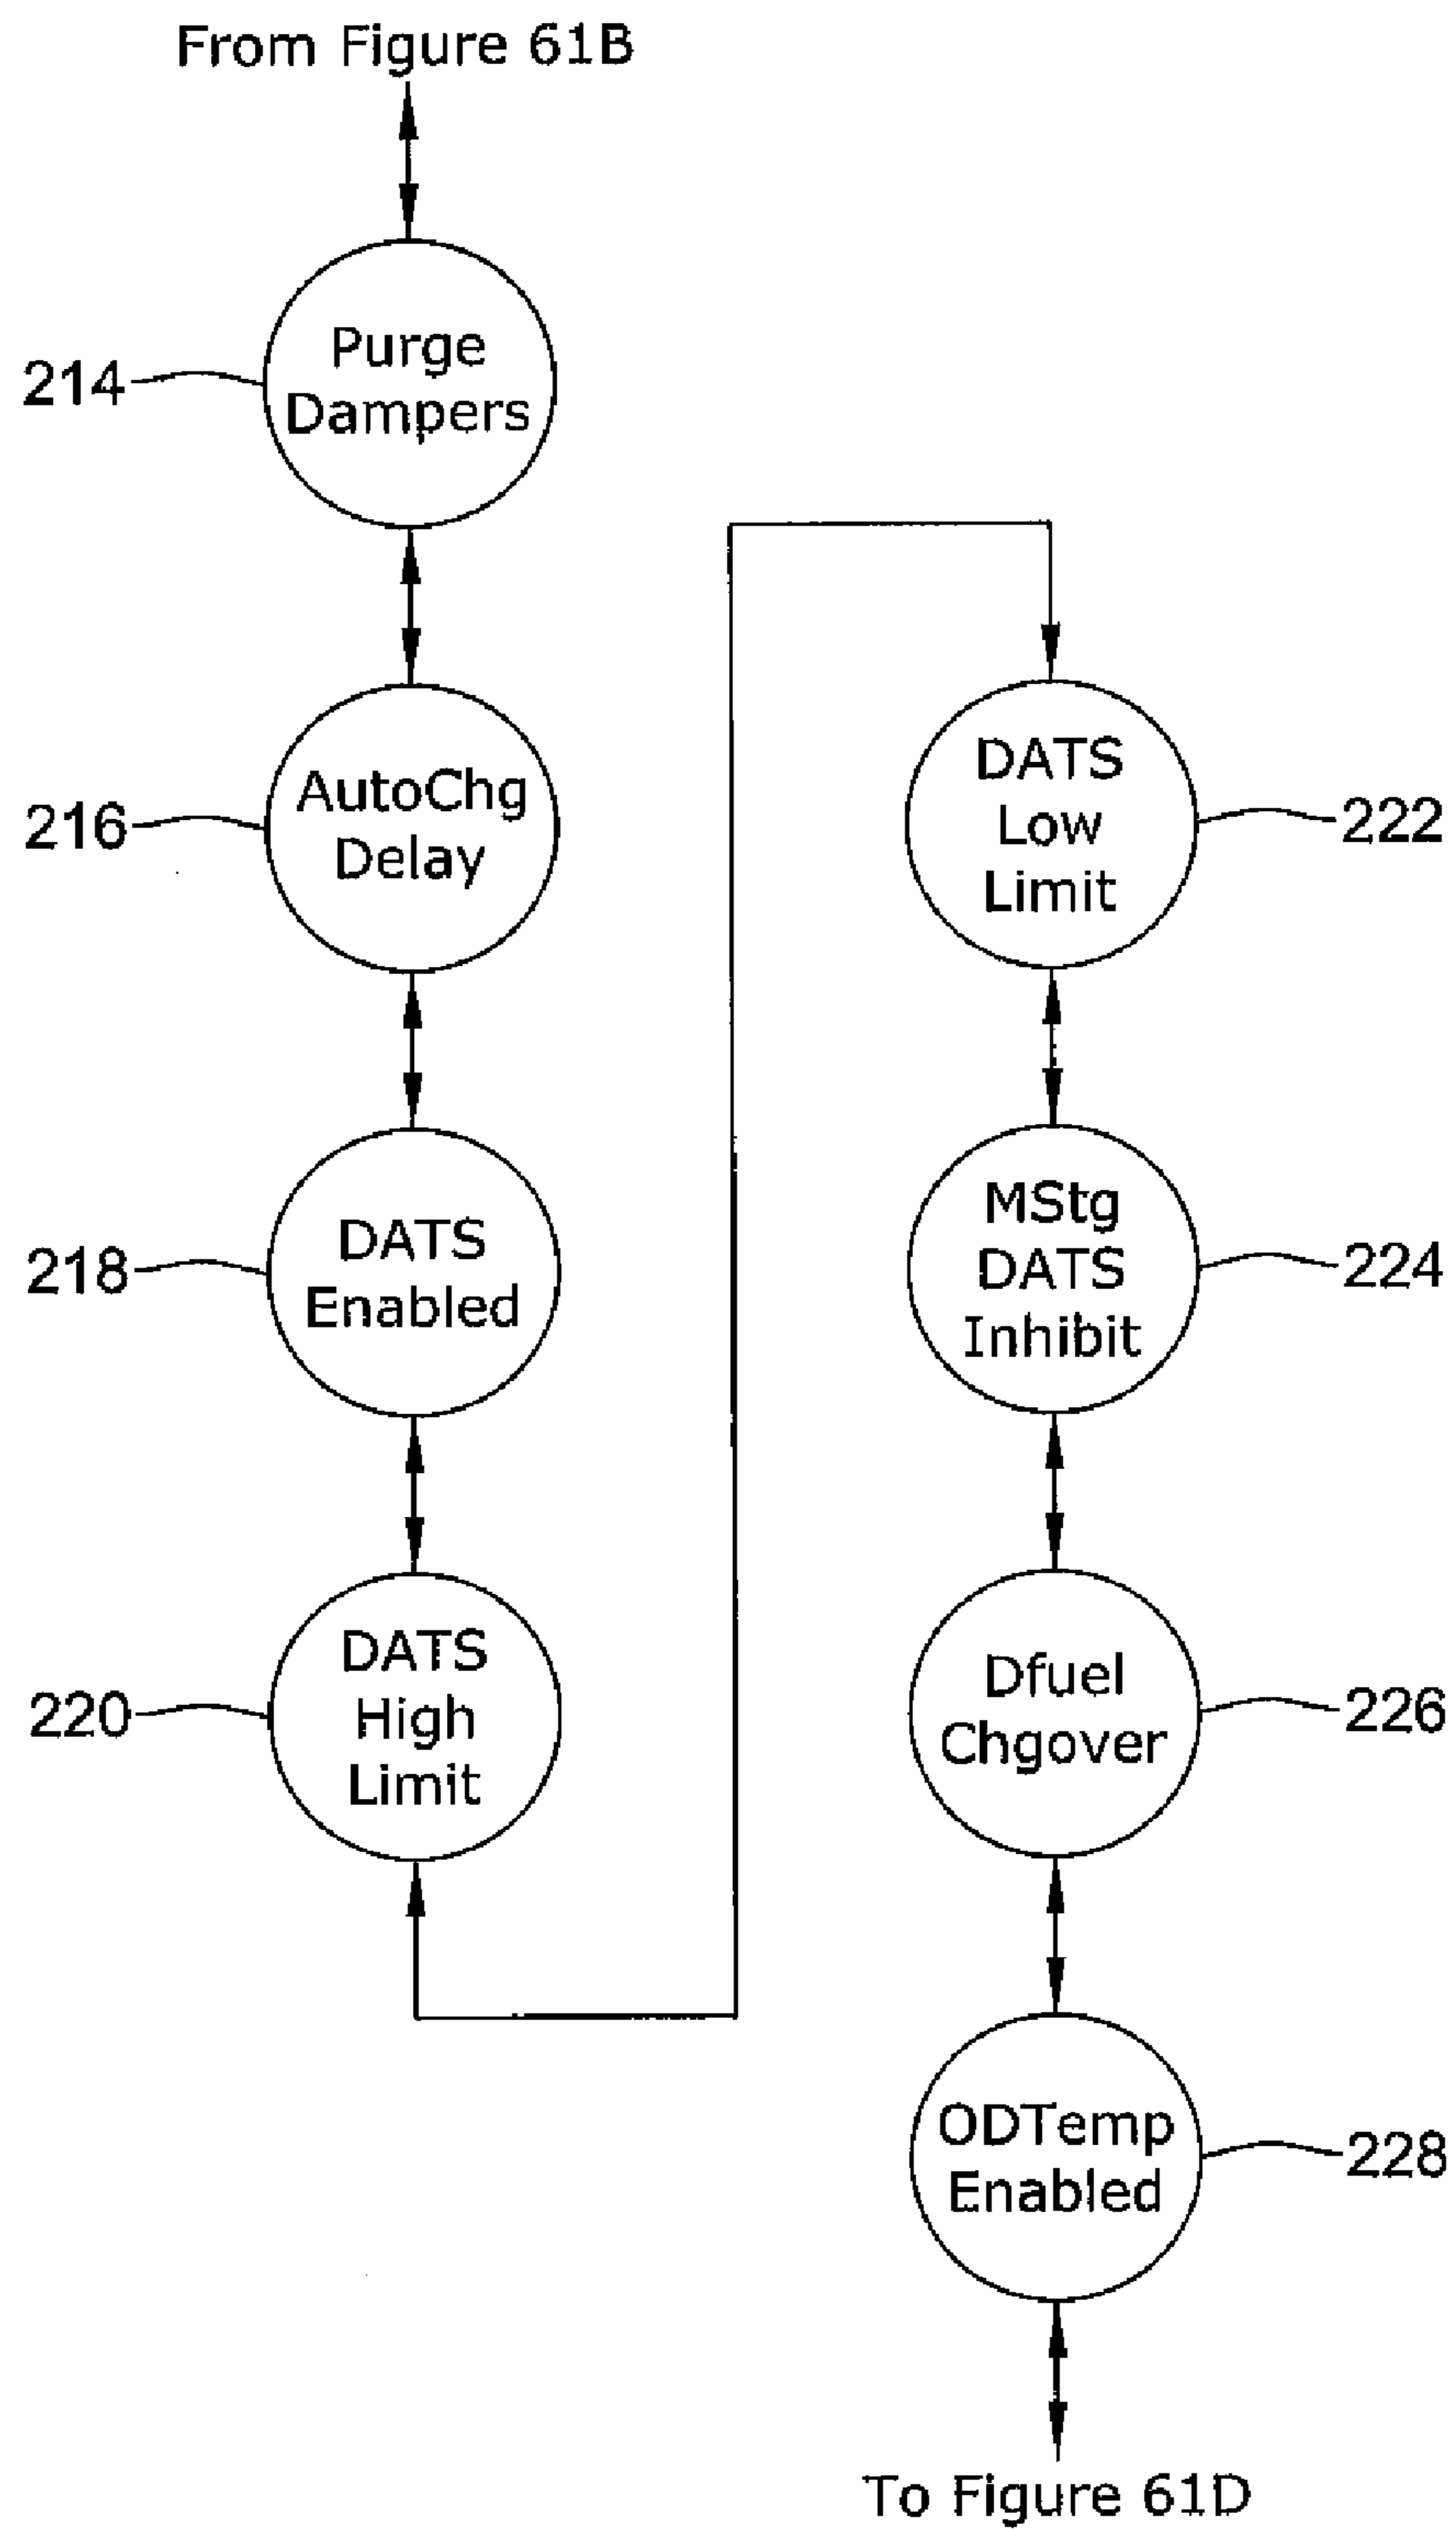 From Figure 61B
Purge
Dampers
214
AutoChg
Delay
216
DATS
Enabled
218
DATS
High
Limit
220
DATS
Low
Limit
222
MStg
DATS
Inhibit
224
Dfuel
Chgover
226
ODTemp
Enabled
228
To Figure 61D